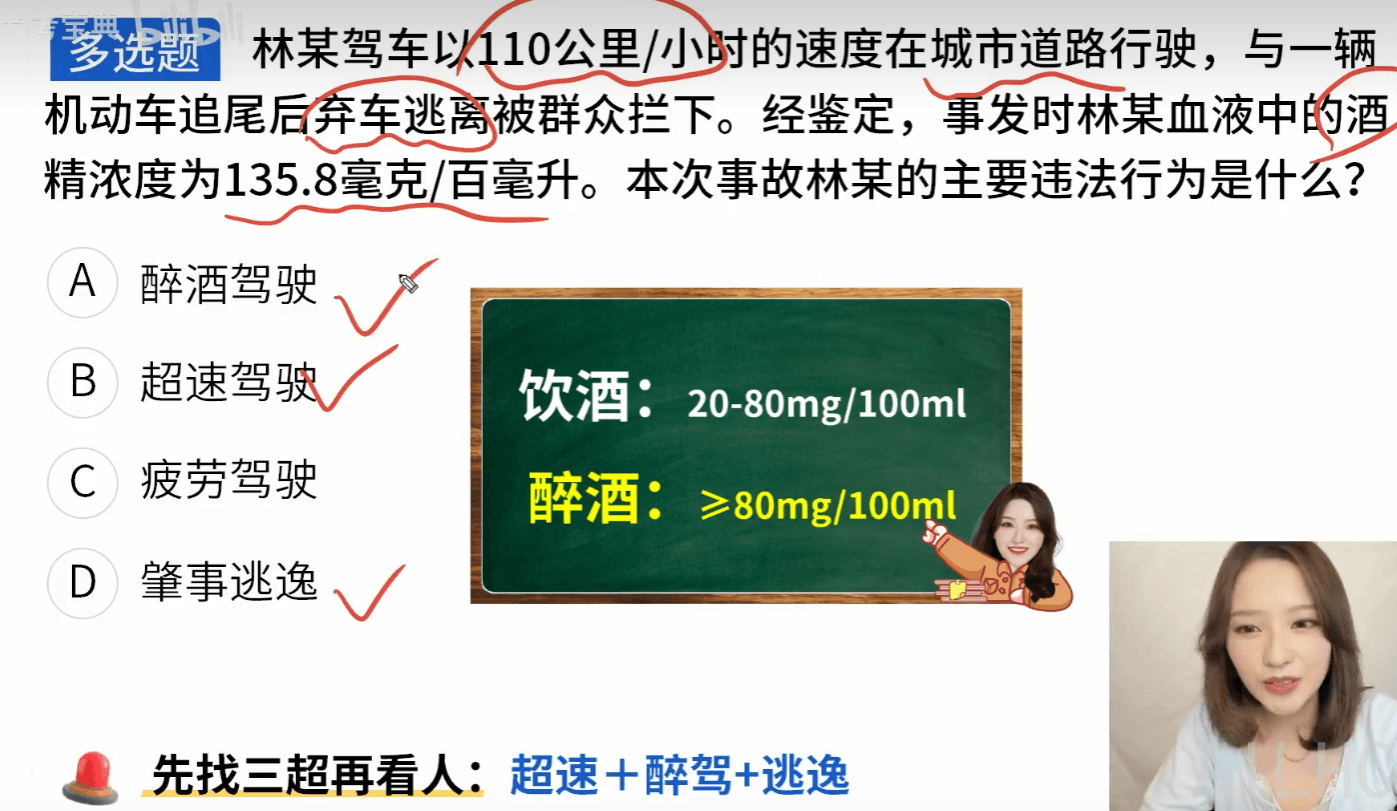 考宝典 bilibili
多选题 林某驾车以110公里/小时的速度在城市道路行驶，与一辆
机动车追尾后弃车逃离被群众拦下。经鉴定，事发时林某血液中的酒
精浓度为135.8毫克/百毫升。本次事故林某的主要违法行为是什么？
A 醉酒驾驶
B 超速驾驶
C 疲劳驾驶
D 肇事逃逸
饮酒：20-80mg/100ml
醉酒：≥80mg/100ml
先找三超再看人：超速＋醉驾+逃逸